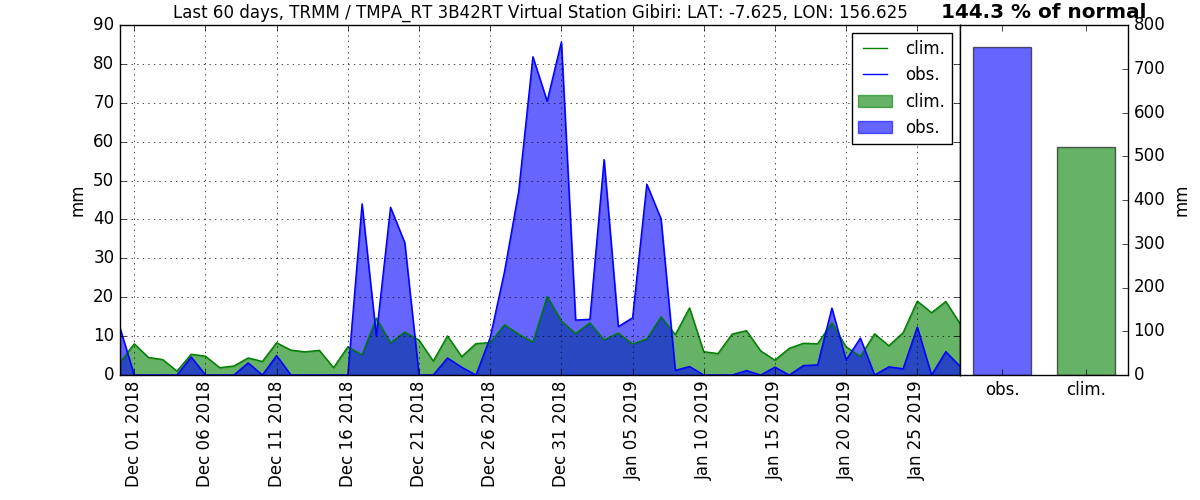 Last 60 days, TRMM / TMPA_RT 3B42RT Virtual Station Gibiri: LAT: -7.625, LON: 156.625
144.3 % of normal
90
80
70
60
50
40
30
20
10
0
mm
clim.
obs.
clim.
obs.
Dec 01 2018
Dec 06 2018
Dec 11 2018
Dec 16 2018
Dec 21 2018
Dec 26 2018
Dec 31 2018
Jan 05 2019
Jan 10 2019
Jan 15 2019
Jan 20 2019
Jan 25 2019
800
700
600
500
400
300
200
100
0
mm
obs.
clim.